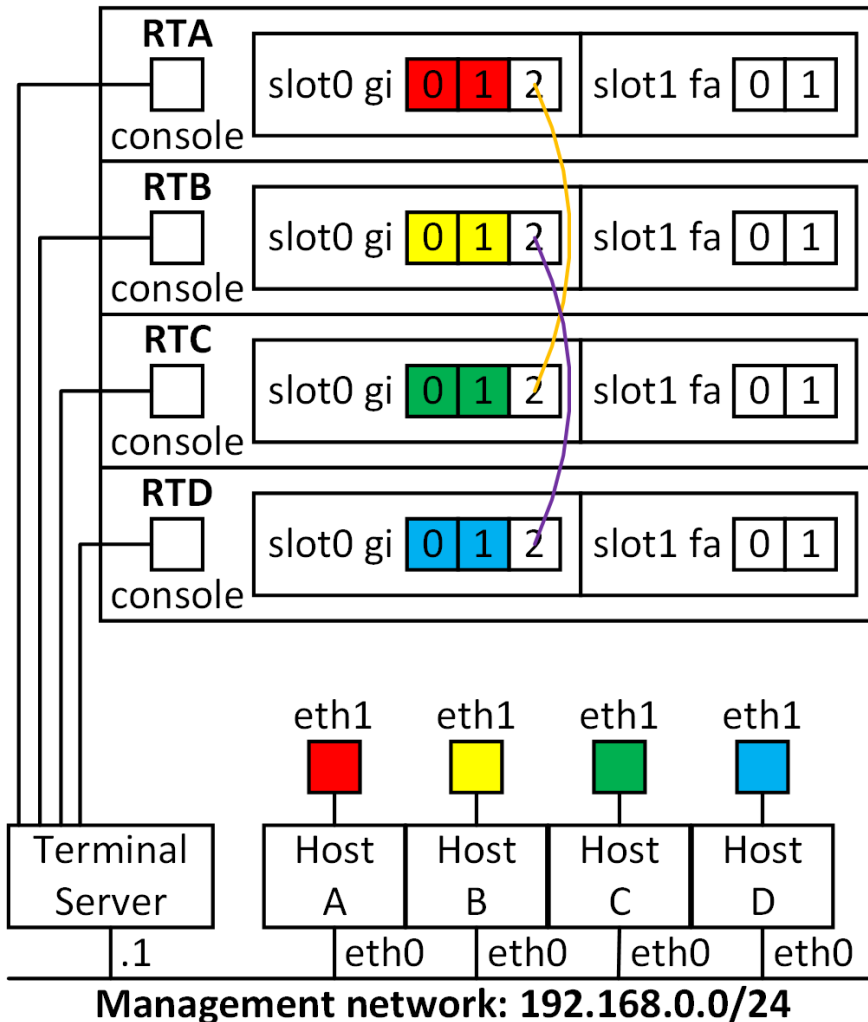 RTA
slot0 gi 0 1 2 slot1 fa 0 1
console
RTB
slot0 gi 0 1 2 slot1 fa 0 1
console
RTC
slot0 gi 0 1 2 slot1 fa 0 1
console
RTD
slot0 gi 0 1 2 slot1 fa 0 1
console
eth1 eth1 eth1 eth1
Terminal Host Host Host Host
Server A B C D
.1 eth0 eth0 eth0 eth0
Management network: 192.168.0.0/24